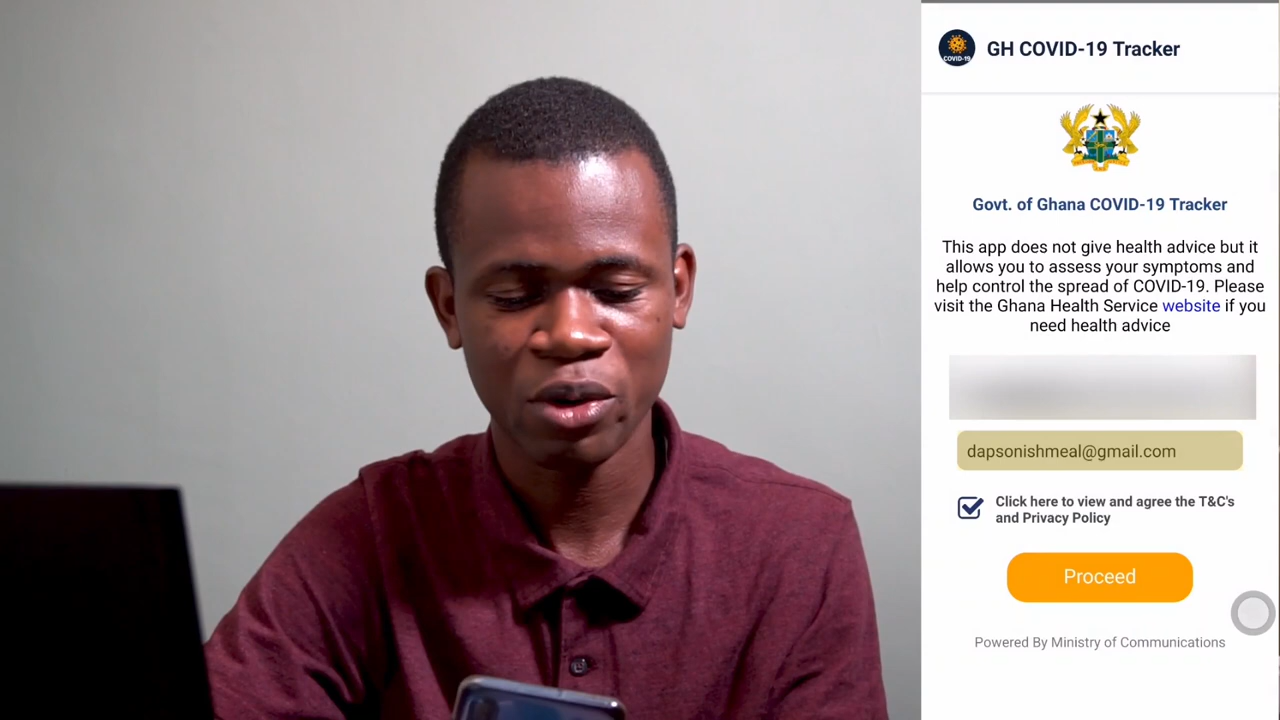 COVID-19
GH COVID-19 Tracker
Govt. of Ghana COVID-19 Tracker
This app does not give health advice but it
allows you to assess your symptoms and
help control the spread of COVID-19. Please
visit the Ghana Health Service website if you
need health advice
dapsonishmeal@gmail.com
Click here to view and agree the T&C's
and Privacy Policy
Proceed
Powered By Ministry of Communications